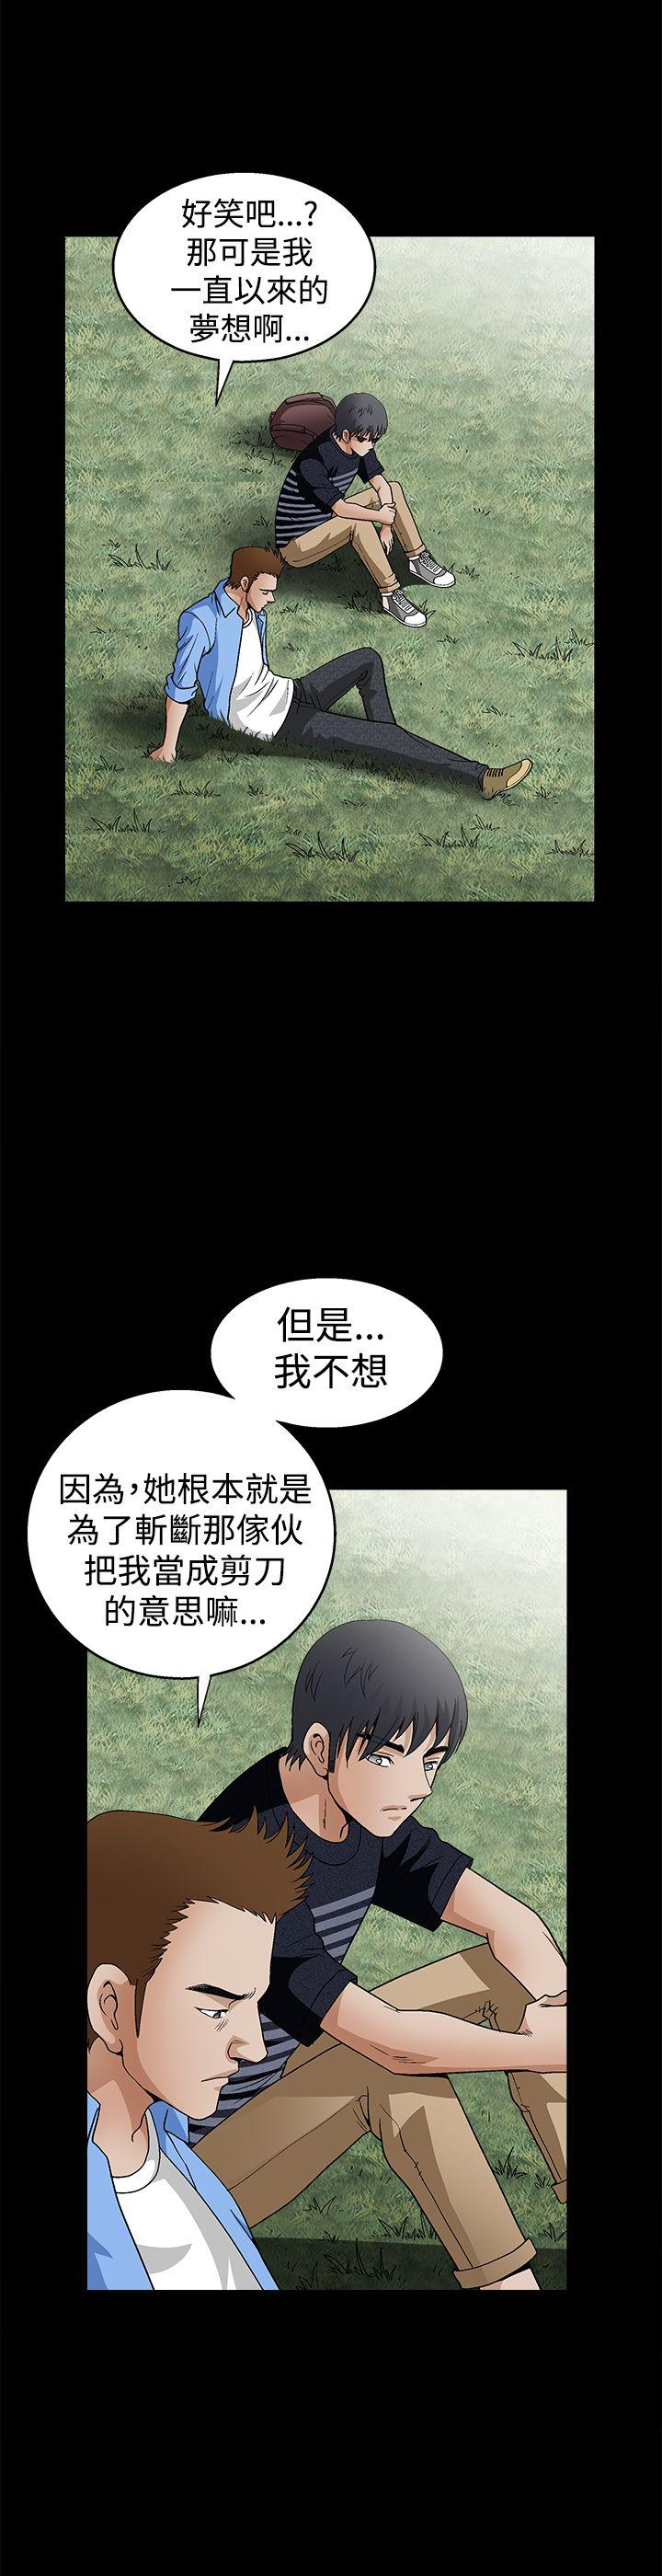 好笑吧...?
那可是我
一直以來的
夢想啊...
但是...
我不想
因為，她根本就是
為了斬斷那傢伙
把我當成剪刀
的意思嘛...